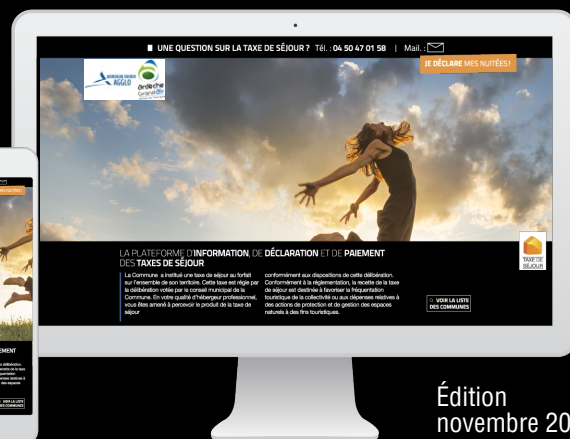 UNE QUESTION SUR LA TAXE DE SÉJOUR ? Tél. : 04 50 47 01 58 | Mail. :
JE DÉCLARE MES NUITÉES !
AGGLO
ardèche
Grand air
LA PLATEFORME D'INFORMATION, DE DÉCLARATION ET DE PAIEMENT
DES TAXES DE SÉJOUR
La Commune a institué une taxe de séjour au forfait
sur l'ensemble de son territoire. Cette taxe est régie par
la délibération votée par le conseil municipal de la
Commune. En votre qualité d'hébergeur professionnel,
vous êtes amené à percevoir le produit de la taxe de
séjour
conformément aux dispositions de cette délibération.
Conformément à la réglementation, la recette de la taxe
de séjour est destinée à favoriser la fréquentation
touristique de la collectivité ou aux dépenses relatives à
des actions de protection et de gestion des espaces
naturels à des fins touristiques.
TAXE DE
SÉJOUR
VOIR LA LISTE
DES COMMUNES
Édition
novembre 20